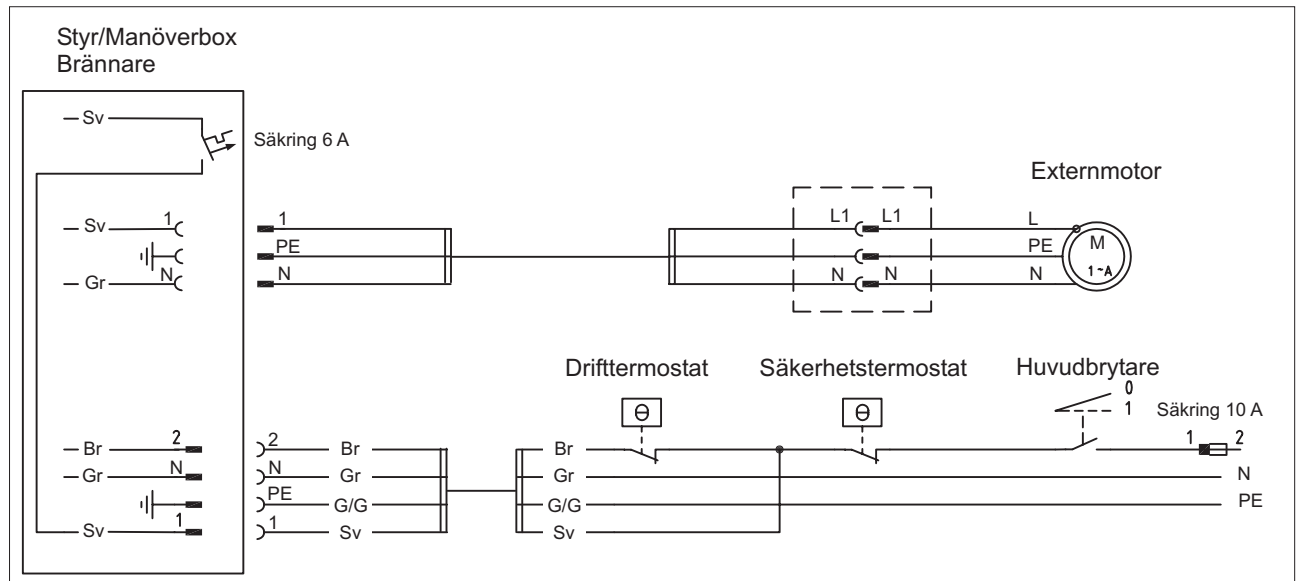 Styr/Manöverbox
Brännare
Sv
Säkring 6 A
Externmotor
Sv 1 1 L1 L1 L
PE PE M
1~A
Gr N N N N N
Drifttermostat Säkerhetstermostat Huvudbrytare
0
1
Säkring 10 A
θ θ
Br 2 2 Br Br 1 2
Gr N N Gr Gr N
PE G/G G/G PE
Sv 1 1 Sv Sv